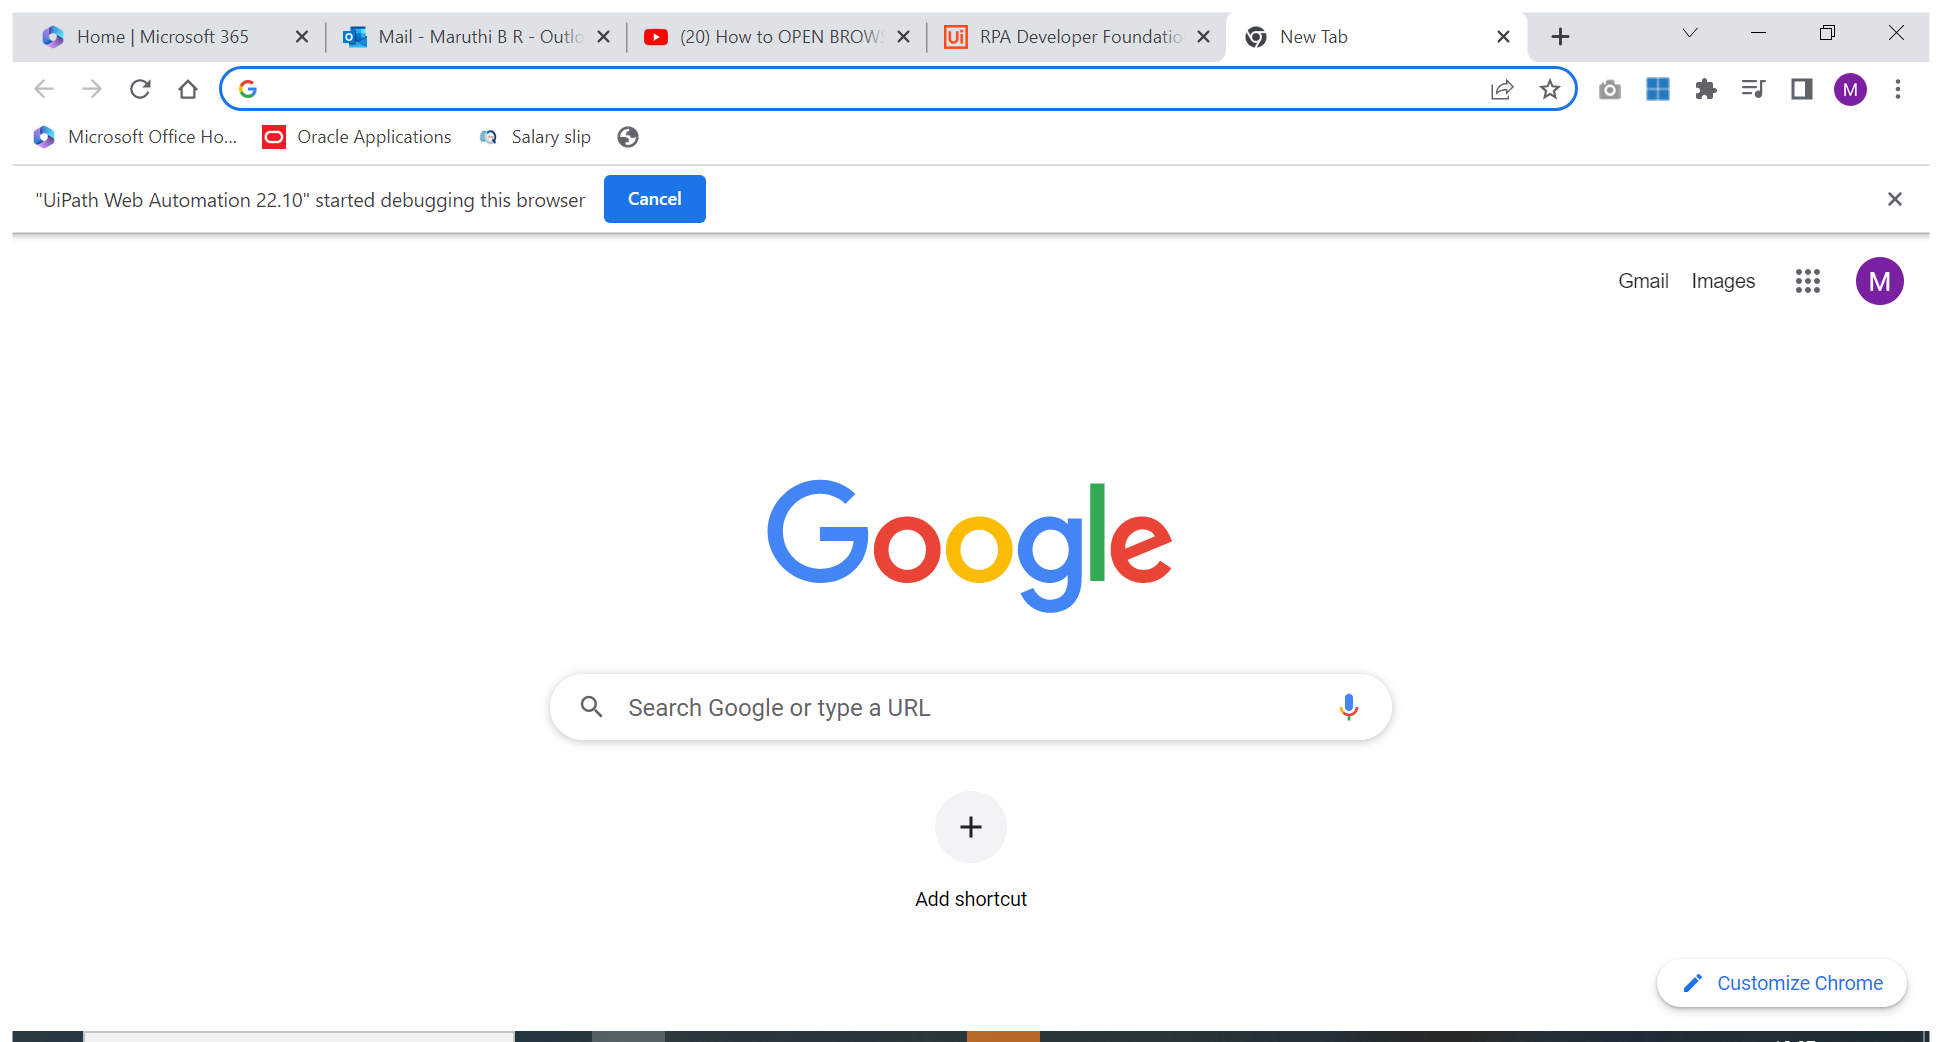 Home | Microsoft 365
Mail - Maruthi B R - Outlo
(20) How to OPEN BROWS
Ui RPA Developer Foundatio
New Tab
M
Microsoft Office Ho...
Oracle Applications
Salary slip
"UiPath Web Automation 22.10" started debugging this browser
Cancel
Gmail
Images
M
Google
Search Google or type a URL
Add shortcut
Customize Chrome